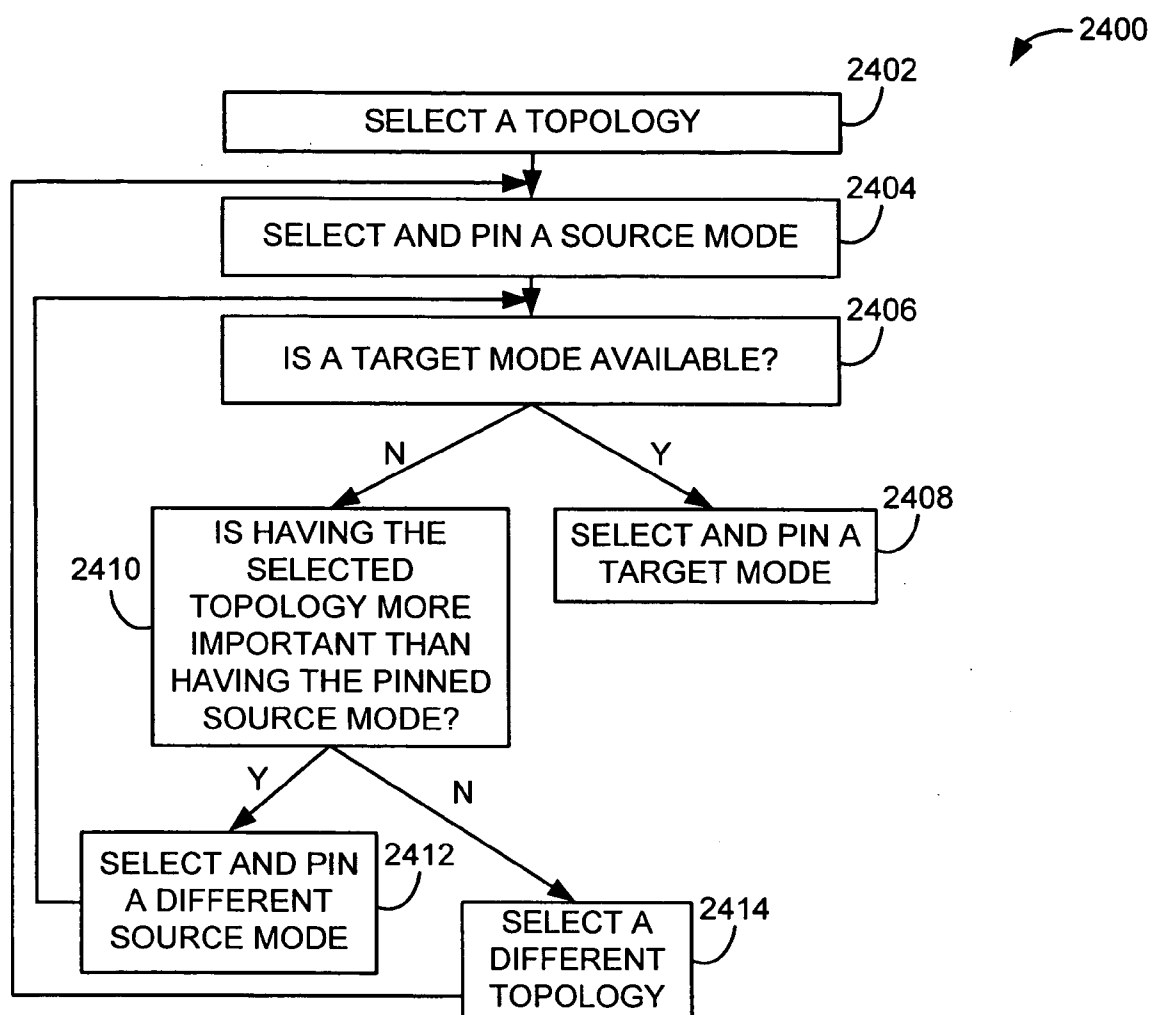 2400
2402
SELECT A TOPOLOGY
2404
SELECT AND PIN A SOURCE MODE
2406
IS A TARGET MODE AVAILABLE?
N
Y
2408
SELECT AND PIN A
TARGET MODE
2410
IS HAVING THE
SELECTED
TOPOLOGY MORE
IMPORTANT THAN
HAVING THE PINNED
SOURCE MODE?
Y
N
2412
SELECT AND PIN
A DIFFERENT
SOURCE MODE
2414
SELECT A
DIFFERENT
TOPOLOGY